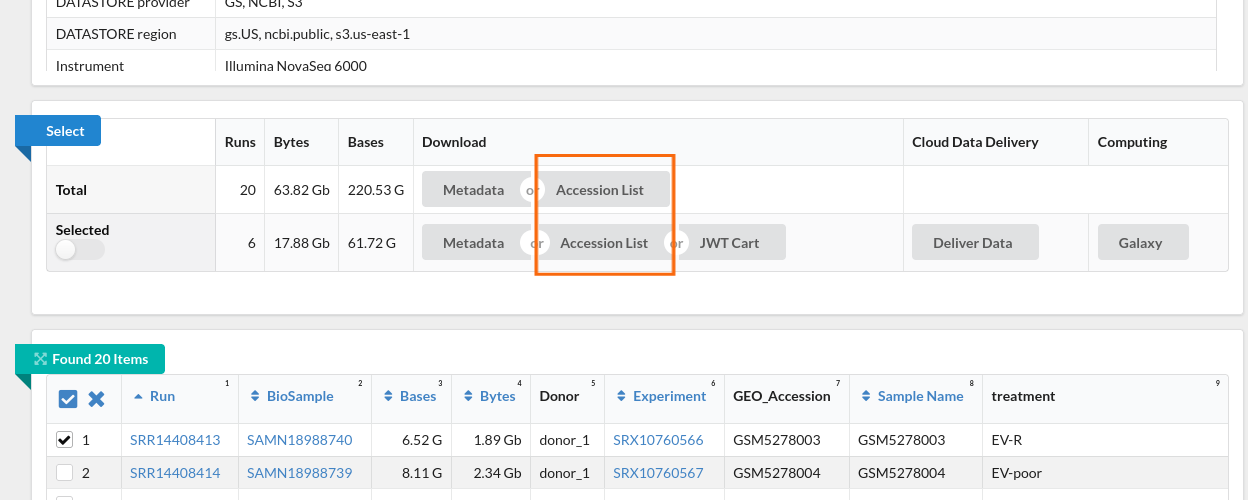 DATASTORE provider GS, NCBI, S3
DATASTORE region gs.US, ncbi.public, s3.us-east-1
Instrument Illumina NovaSeq 6000
Select
Runs Bytes Bases Download Cloud Data Delivery Computing
Total 20 63.82 Gb 220.53 G Metadata or Accession List
Selected 6 17.88 Gb 61.72 G Metadata or Accession List or JWT Cart Deliver Data Galaxy
Found 20 Items
Run 1 BioSample 2 Bases 3 Bytes 4 Donor 5 Experiment 6 GEO_Accession 7 Sample Name 8 treatment 9
1 SRR14408413 SAMN18988740 6.52 G 1.89 Gb donor_1 SRX10760566 GSM5278003 GSM5278003 EV-R
2 SRR14408414 SAMN18988739 8.11 G 2.34 Gb donor_1 SRX10760567 GSM5278004 GSM5278004 EV-poor